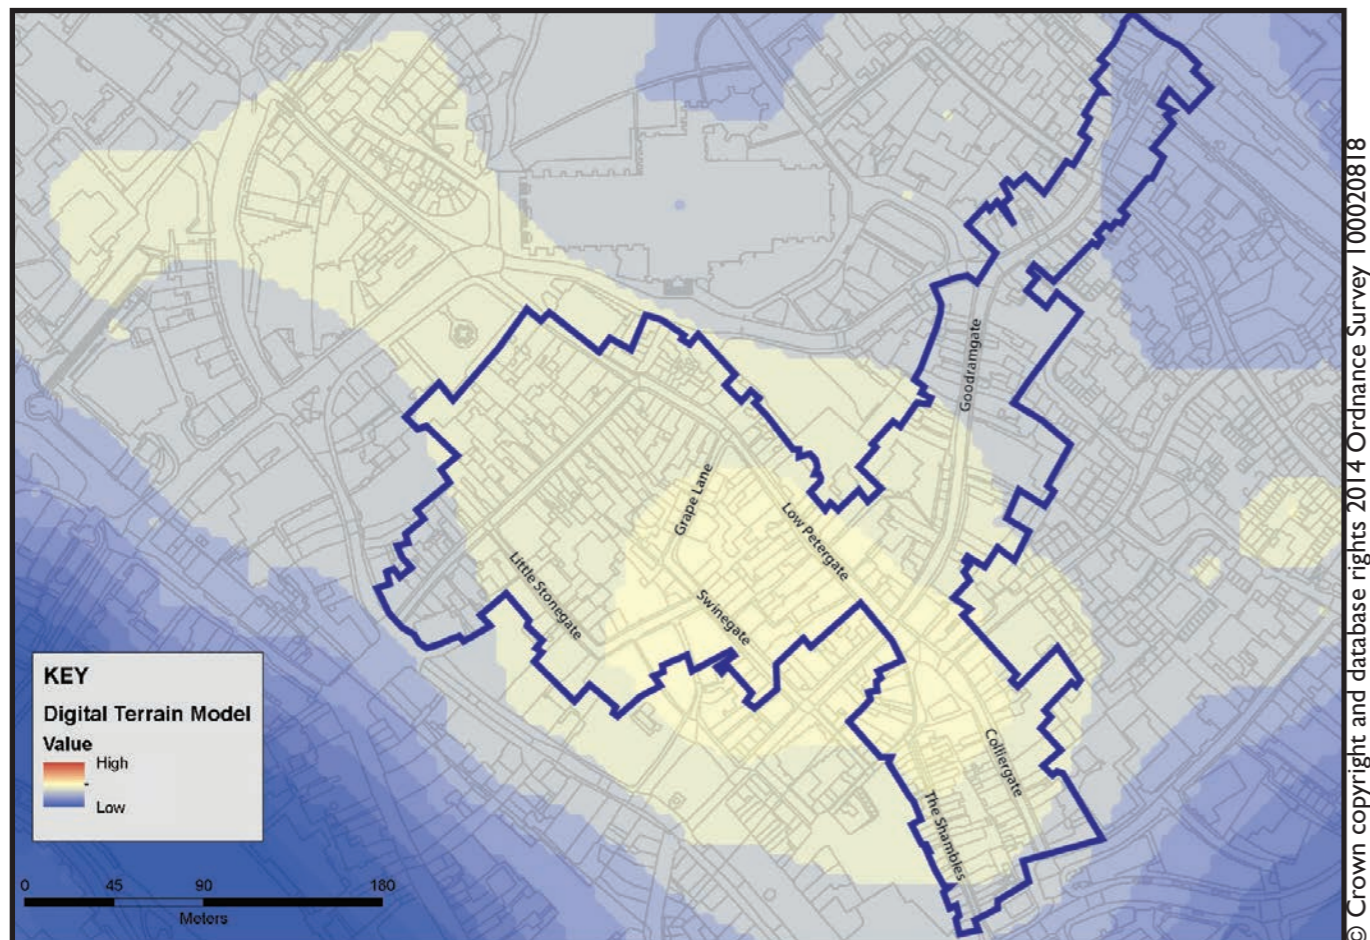 Goodramgate
Grape Lane
Low Petergate
Little Stonegate
Swinegate
Colliergate
The Shambles
KEY
Digital Terrain Model
Value
High
Low
0 45 90 180
Meters
© Crown copyright and database rights 2014 Ordnance Survey 100020818